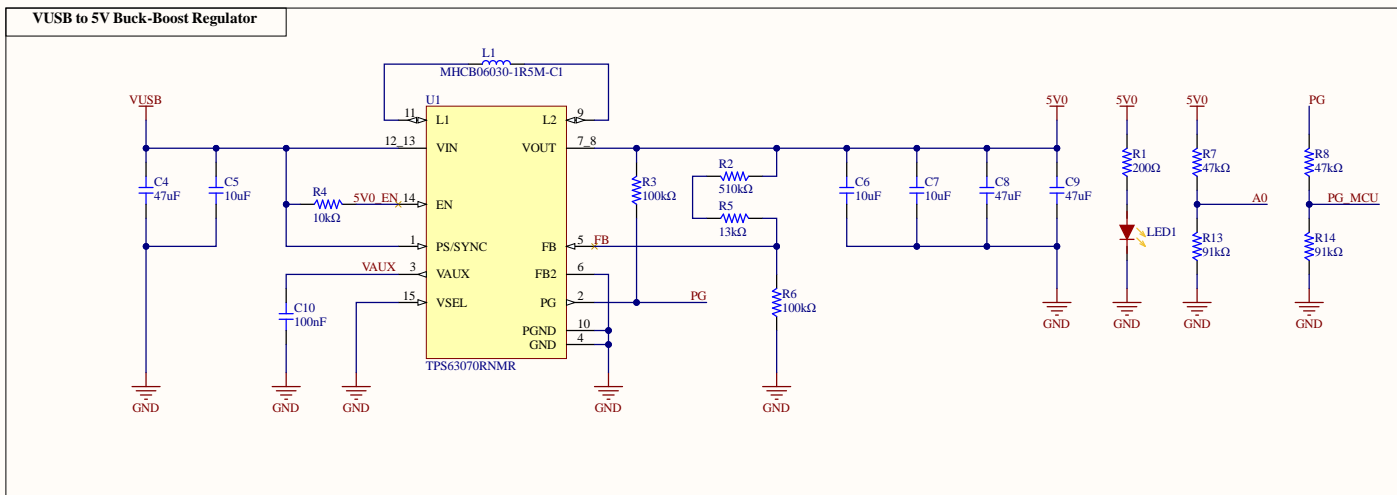 VUSB to 5V Buck-Boost Regulator
L1
MHCB06030-1R5M-C1
VUSB
U1
11
L1
L2
9
12_13
VIN
VOUT
7_8
5V0
5V0
5V0
PG
C4
47uF
C5
10uF
R4
10kΩ
5V0_EN
14
EN
R3
100kΩ
R2
510kΩ
R5
13kΩ
C6
10uF
C7
10uF
C8
47uF
C9
47uF
R1
200Ω
R7
47kΩ
R8
47kΩ
A0
PG_MCU
1
PS/SYNC
FB
5
FB
LED1
R13
91kΩ
R14
91kΩ
VAUX
3
VAUX
FB2
6
C10
100nF
15
VSEL
PG
2
PG
R6
100kΩ
PGND
10
GND
4
TPS63070RNMR
GND
GND
GND
GND
GND
GND
GND
GND
GND